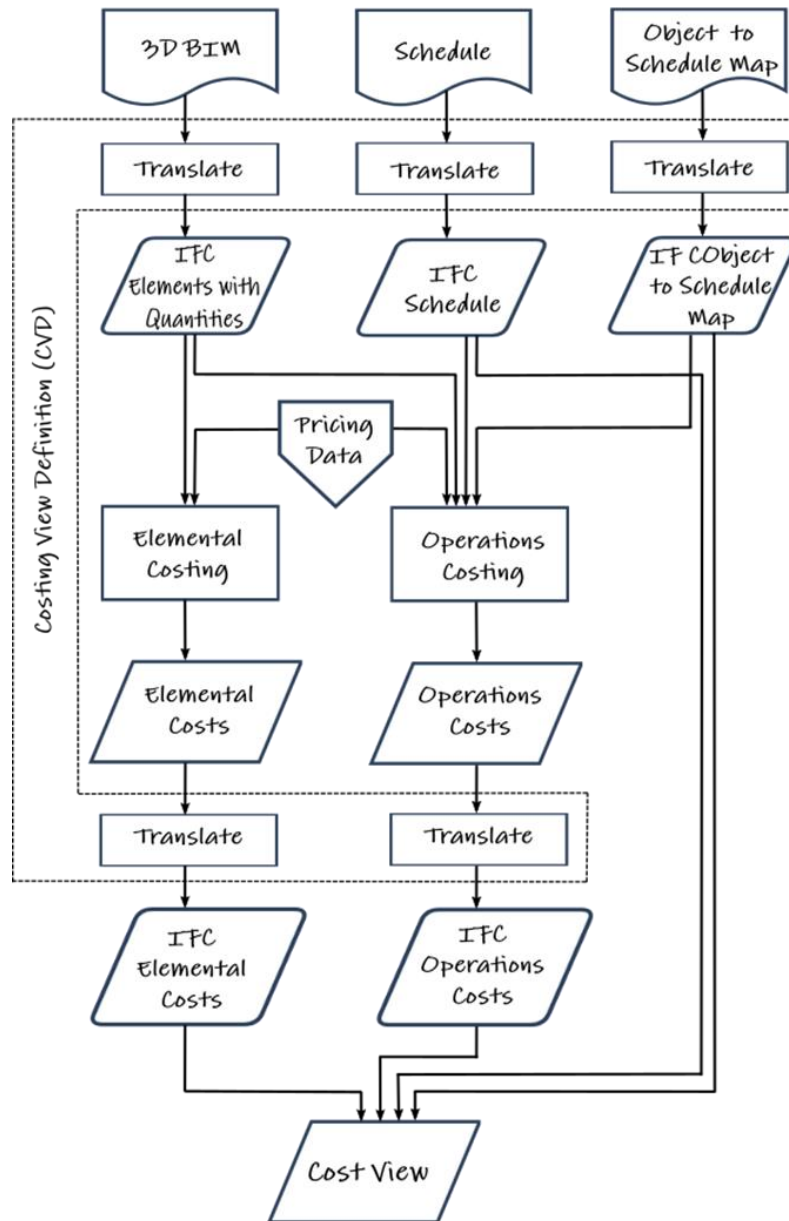 3D BIM
Schedule
Object to
Schedule Map
Translate
Translate
Translate
IFC
Elements with
Quantities
IFC
Schedule
IF CObject
to Schedule
Map
Costing View Definition (CVD)
Pricing
Data
Elemental
Costing
Operations
Costing
Elemental
Costs
Operations
Costs
Translate
Translate
IFC
Elemental
Costs
IFC
Operations
Costs
Cost View